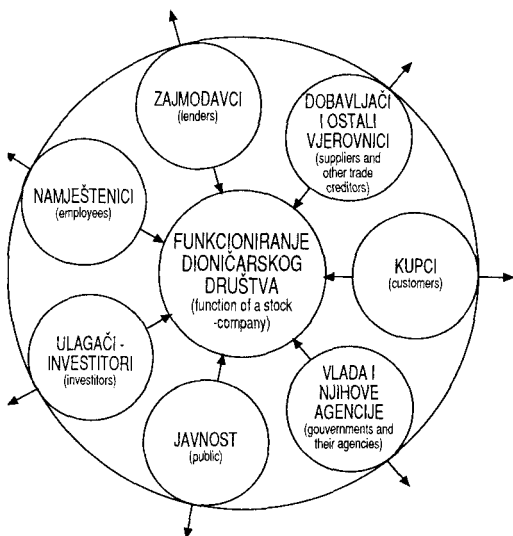 ZAJMODAVCI
(lenders)
DOBAVLJAČI
I OSTALI
VJEROVNICI
(suppliers and
other trade
creditors)
NAMJEŠTENICI
(employees)
FUNKCIONIRANJE
DIONIČARSKOG
DRUŠTVA
(function of a stock
-company)
KUPCI
(customers)
ULAGAČI -
INVESTITORI
(investitors)
VLADA I
NJIHOVE
AGENCIJE
(gouvernments and
their agencies)
JAVNOST
(public)